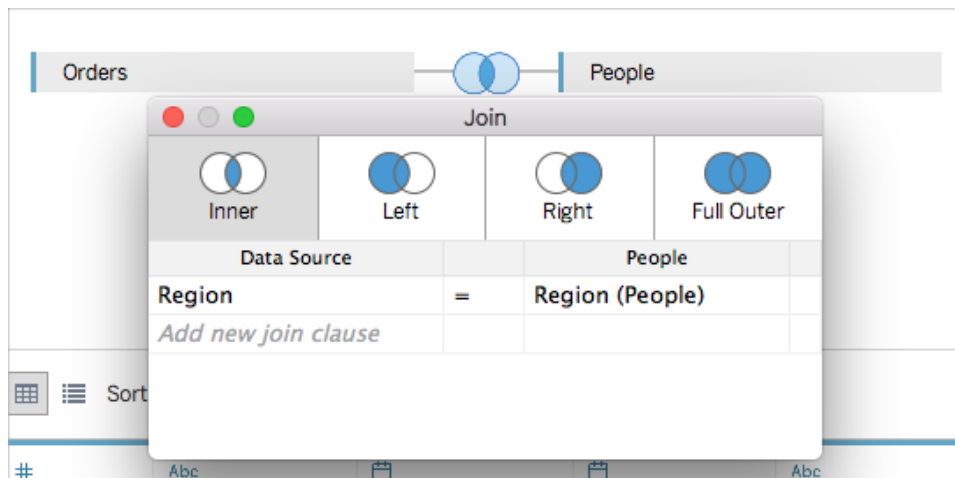 Orders People
Join
Inner Left Right Full Outer
Data Source People
Region = Region (People)
Add new join clause
Sort
# Abc Abc